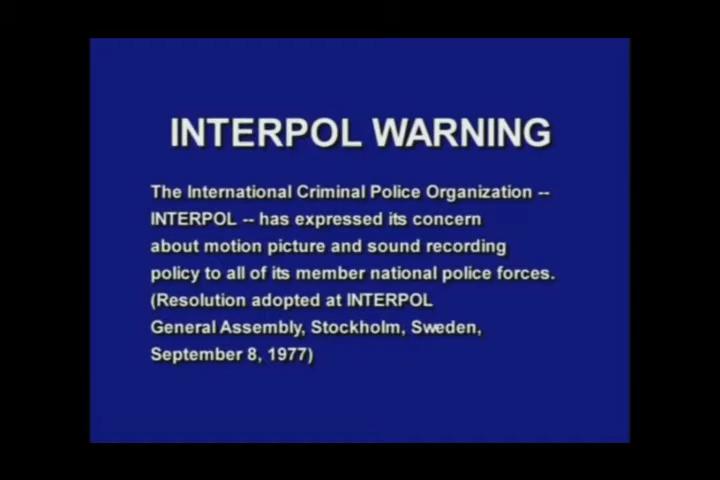 INTERPOL WARNING
The International Criminal Police Organization --
INTERPOL -- has expressed its concern
about motion picture and sound recording
policy to all of its member national police forces.
(Resolution adopted at INTERPOL
General Assembly, Stockholm, Sweden,
September 8, 1977)